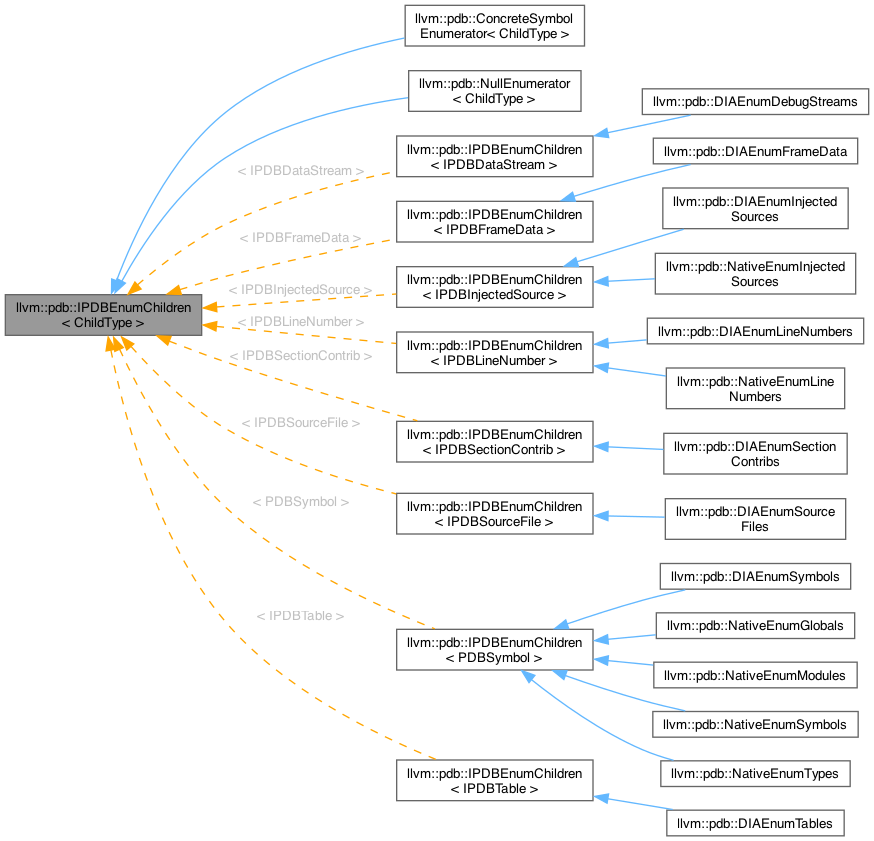 llvm::pdb::ConcreteSymbol
Enumerator< ChildType >
llvm::pdb::NullEnumerator
< ChildType >
llvm::pdb::DIAEnumDebugStreams
llvm::pdb::IPDBEnumChildren
< IPDBDataStream >
llvm::pdb::DIAEnumFrameData
< IPDBDataStream >
llvm::pdb::IPDBEnumChildren
< IPDBFrameData >
llvm::pdb::DIAEnumInjected
Sources
< IPDBFrameData >
llvm::pdb::IPDBEnumChildren
< IPDBInjectedSource >
llvm::pdb::NativeEnumInjected
Sources
< IPDBInjectedSource >
llvm::pdb::IPDBEnumChildren
< ChildType >
< IPDBLineNumber >
llvm::pdb::DIAEnumLineNumbers
llvm::pdb::IPDBEnumChildren
< IPDBLineNumber >
< IPDBSectionContrib >
llvm::pdb::NativeEnumLine
Numbers
< IPDBSourceFile >
llvm::pdb::IPDBEnumChildren
< IPDBSectionContrib >
llvm::pdb::DIAEnumSection
Contribs
< PDBSymbol >
llvm::pdb::IPDBEnumChildren
< IPDBSourceFile >
llvm::pdb::DIAEnumSource
Files
llvm::pdb::DIAEnumSymbols
< IPDBTable >
llvm::pdb::NativeEnumGlobals
llvm::pdb::IPDBEnumChildren
< PDBSymbol >
llvm::pdb::NativeEnumModules
llvm::pdb::NativeEnumSymbols
llvm::pdb::NativeEnumTypes
llvm::pdb::IPDBEnumChildren
< IPDBTable >
llvm::pdb::DIAEnumTables